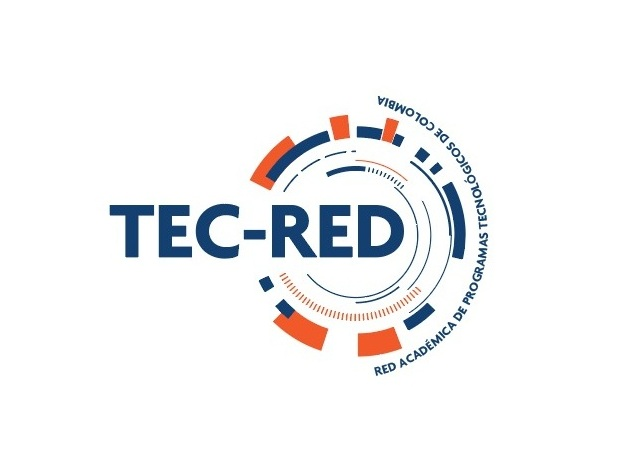 TEC-RED
RED ACADÉMICA DE PROGRAMAS TECNOLÓGICOS DE COLOMBIA